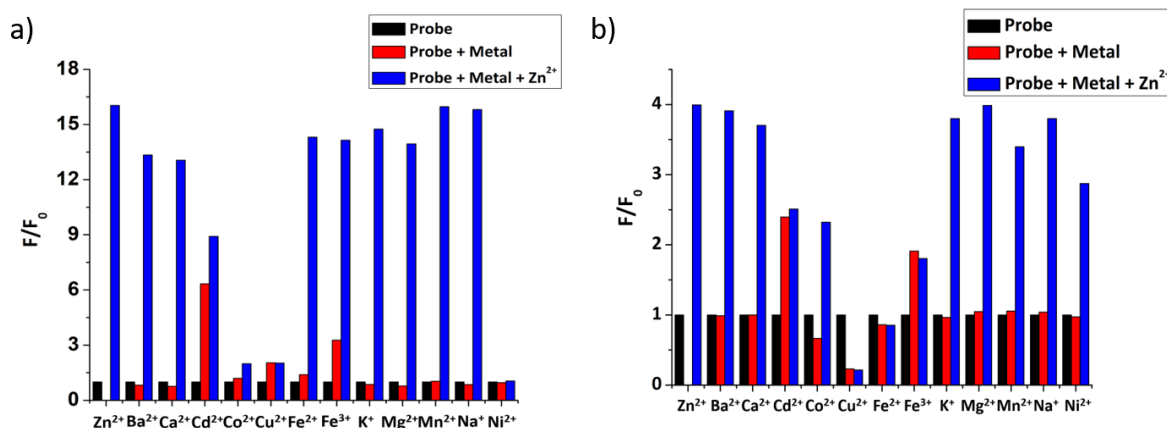 a)
Probe
Probe + Metal
Probe + Metal + Zn²⁺
18
15
12
9
6
3
0
F/F₀
Zn²⁺ Ba²⁺ Ca²⁺ Cd²⁺ Co²⁺ Cu²⁺ Fe²⁺ Fe³⁺ K⁺ Mg²⁺ Mn²⁺ Na⁺ Ni²⁺
b)
Probe
Probe + Metal
Probe + Metal + Zn²⁺
4
3
2
1
0
F/F₀
Zn²⁺ Ba²⁺ Ca²⁺ Cd²⁺ Co²⁺ Cu²⁺ Fe²⁺ Fe³⁺ K⁺ Mg²⁺ Mn²⁺ Na⁺ Ni²⁺